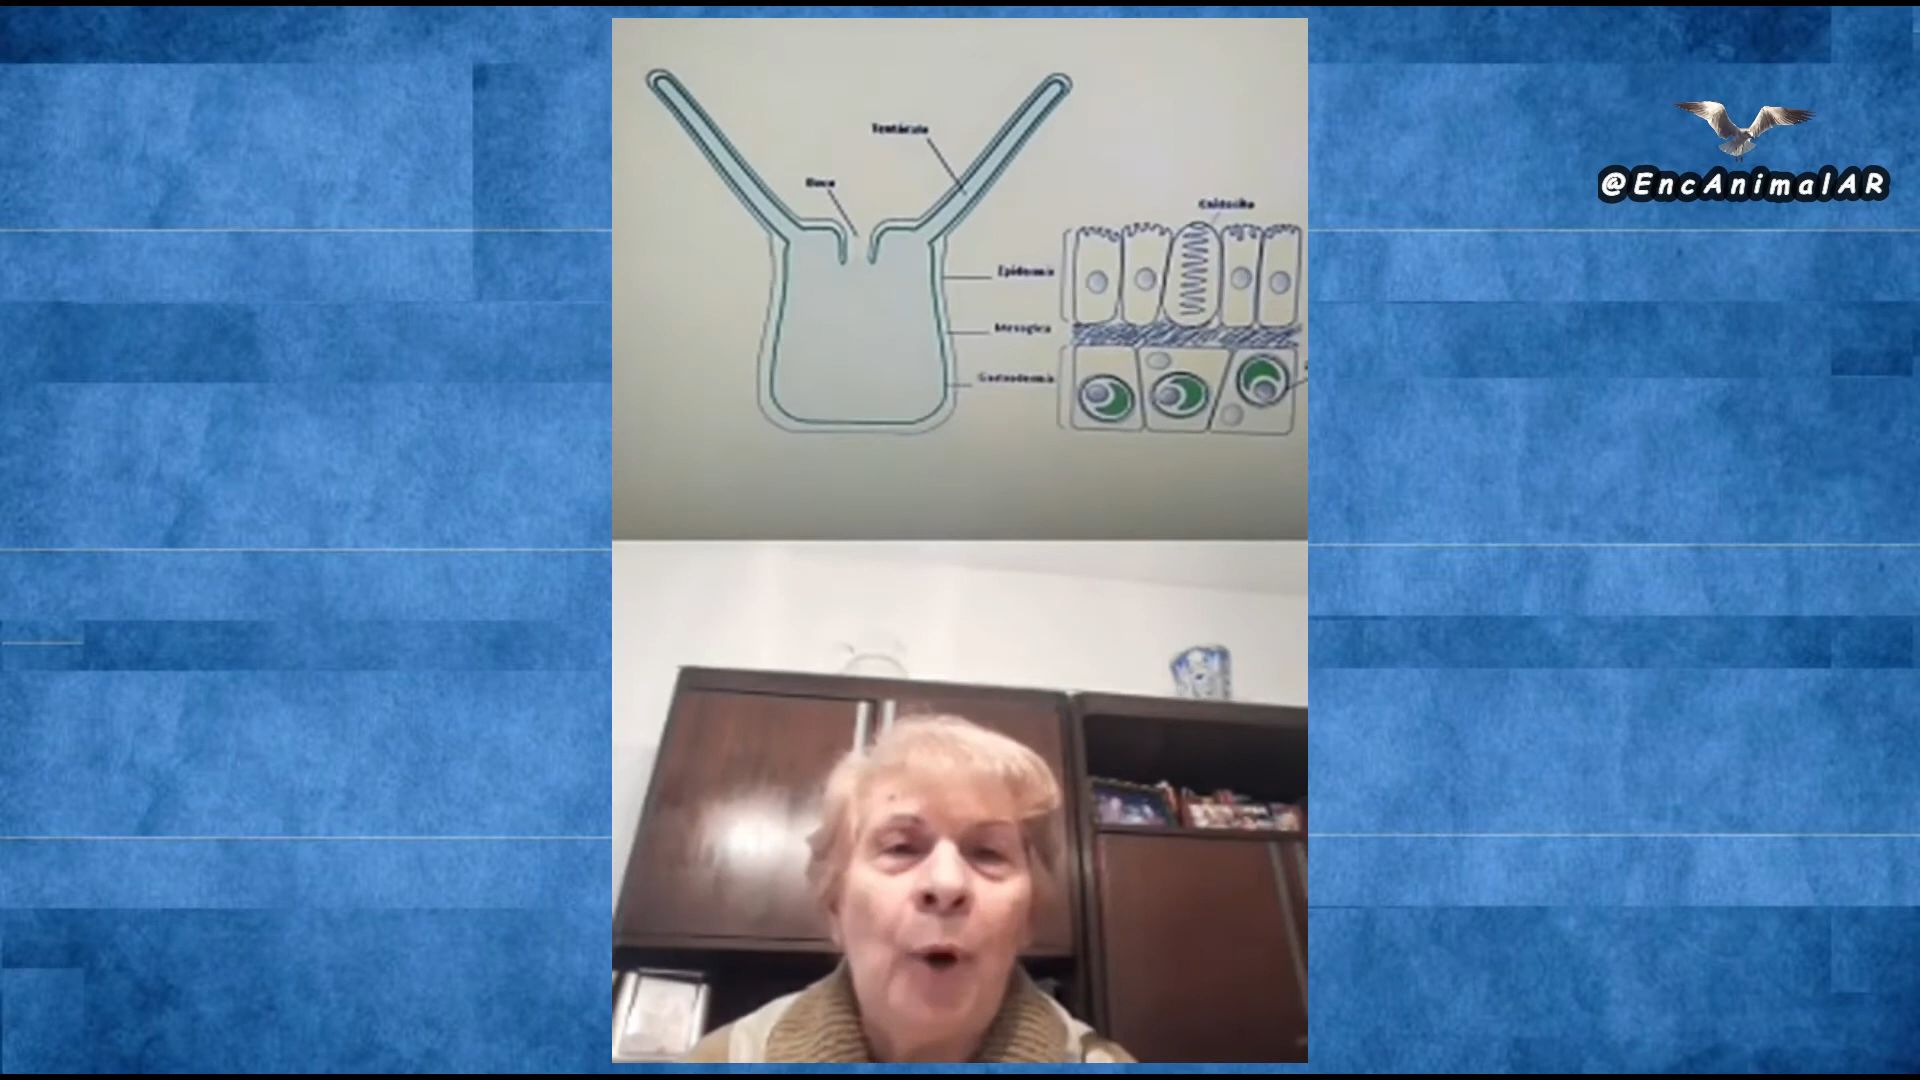 @EncAnimalAR
Tentáculo
Boca
Cnidocito
Epidermis
Mesoglea
Gastrodermis